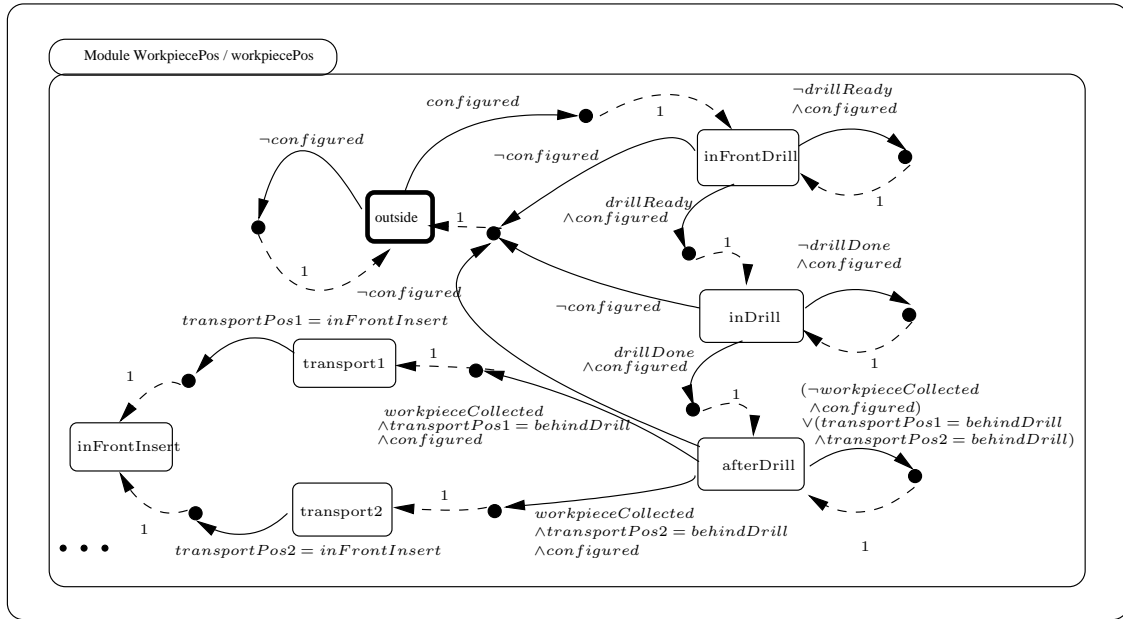 Module WorkpiecePos / workpiecePos
configured
1
¬drillReady
∧configured
¬configured
¬configured
inFrontDrill
1
outside
1
drillReady
∧configured
1
1
¬drillDone
∧configured
¬configured
¬configured
inDrill
1
transportPos1 = inFrontInsert
transport1
1
drillDone
∧configured
1
1
(¬workpieceCollected
∧configured)
∨(transportPos1 = behindDrill
∧transportPos2 = behindDrill)
workpieceCollected
∧transportPos1 = behindDrill
∧configured
inFrontInsert
afterDrill
1
transport2
1
1
workpieceCollected
∧transportPos2 = behindDrill
∧configured
transportPos2 = inFrontInsert
• • •